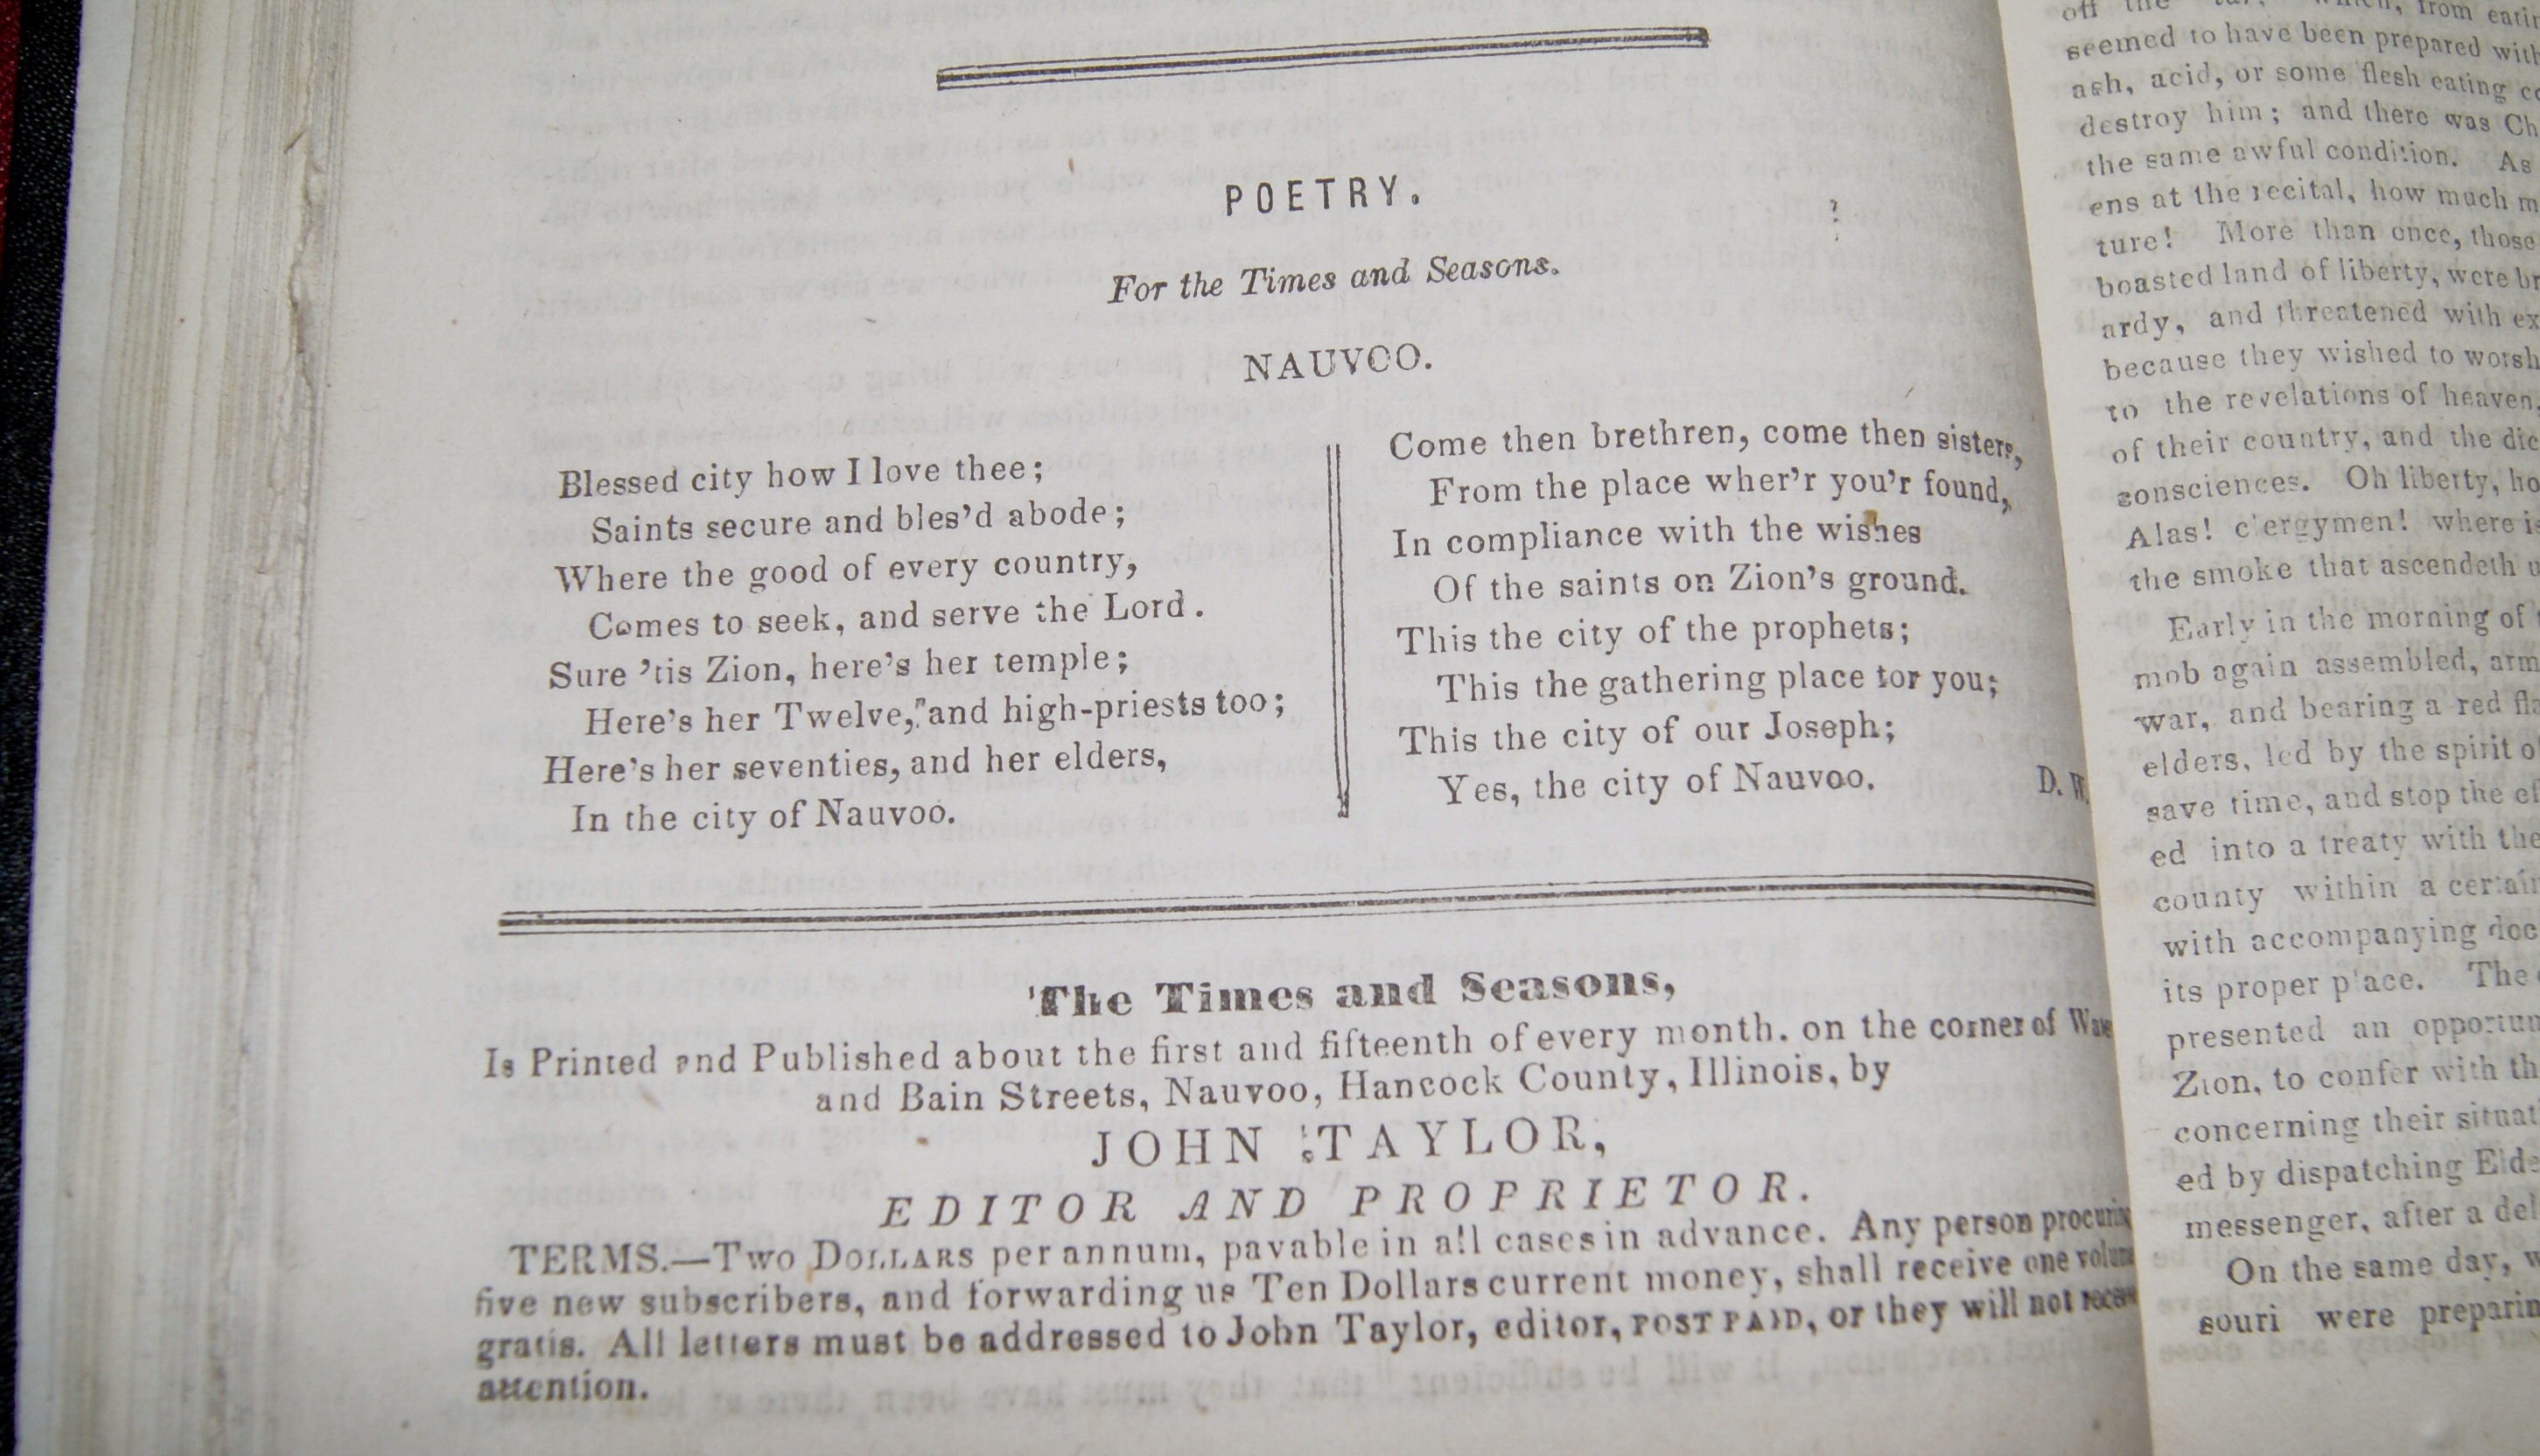 POETRY.
For the Times and Seasons.
NAUVOO.
Blessed city how I love thee;
Saints secure and bles'd abode;
Where the good of every country,
Comes to seek, and serve the Lord.
Sure 'tis Zion, here's her temple;
Here's her Twelve, and high-priests too;
Here's her seventies, and her elders,
In the city of Nauvoo.
Come then brethren, come then sisters,
From the place wher'r you'r found,
In compliance with the wishes
Of the saints on Zion's ground.
This the city of the prophets;
This the gathering place for you;
This the city of our Joseph;
Yes, the city of Nauvoo.
D. W.
The Times and Seasons,
Is Printed and Published about the first and fifteenth of every month. on the corner of
and Bain Streets, Nauvoo, Hancock County, Illinois, by
JOHN TAYLOR,
EDITOR AND PROPRIETOR.
TERMS.—Two Dollars per annum, payable in all cases in advance. Any person procuring
five new subscribers, and forwarding us Ten Dollars current money, shall receive one volume
gratis. All letters must be addressed to John Taylor, editor, POST PAID, or they will not receive
attention.
off the from
seemed to have been prepared with
ash, acid, or some flesh eating
destroy him; and there was
the same awful condition. As
ens at the recital, how much
ture! More than once, those
boasted land of liberty, were
ardy, and threatened with
because they wished to
to the revelations of heaven,
of their country, and the
consciences. Oh liberty,
Alas! clergymen! where
the smoke that ascendeth
Early in the morning of
mob again assembled,
war, and bearing a red
elders, led by the spirit
save time, and stop the
ed into a treaty with the
county within a
with accompanying
its proper place. The
presented an
Zion, to confer with
concerning their
ed by dispatching
messenger, after a
On the same day,
souri were